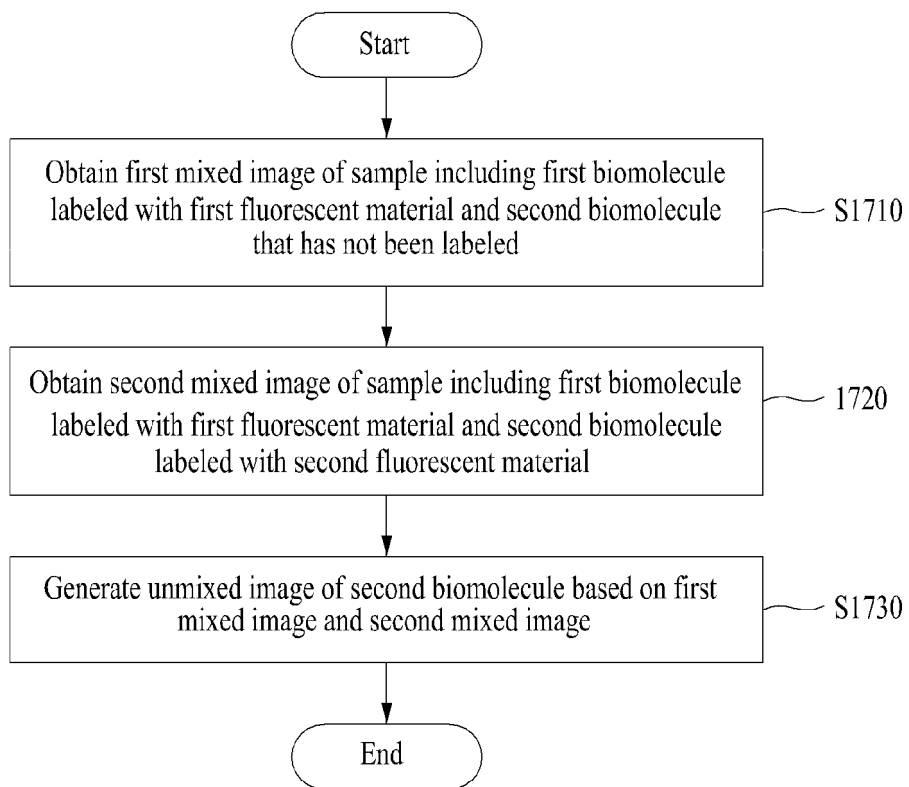 Start
Obtain first mixed image of sample including first biomolecule
labeled with first fluorescent material and second biomolecule
that has not been labeled
S1710
Obtain second mixed image of sample including first biomolecule
labeled with first fluorescent material and second biomolecule
labeled with second fluorescent material
1720
Generate unmixed image of second biomolecule based on first
mixed image and second mixed image
S1730
End